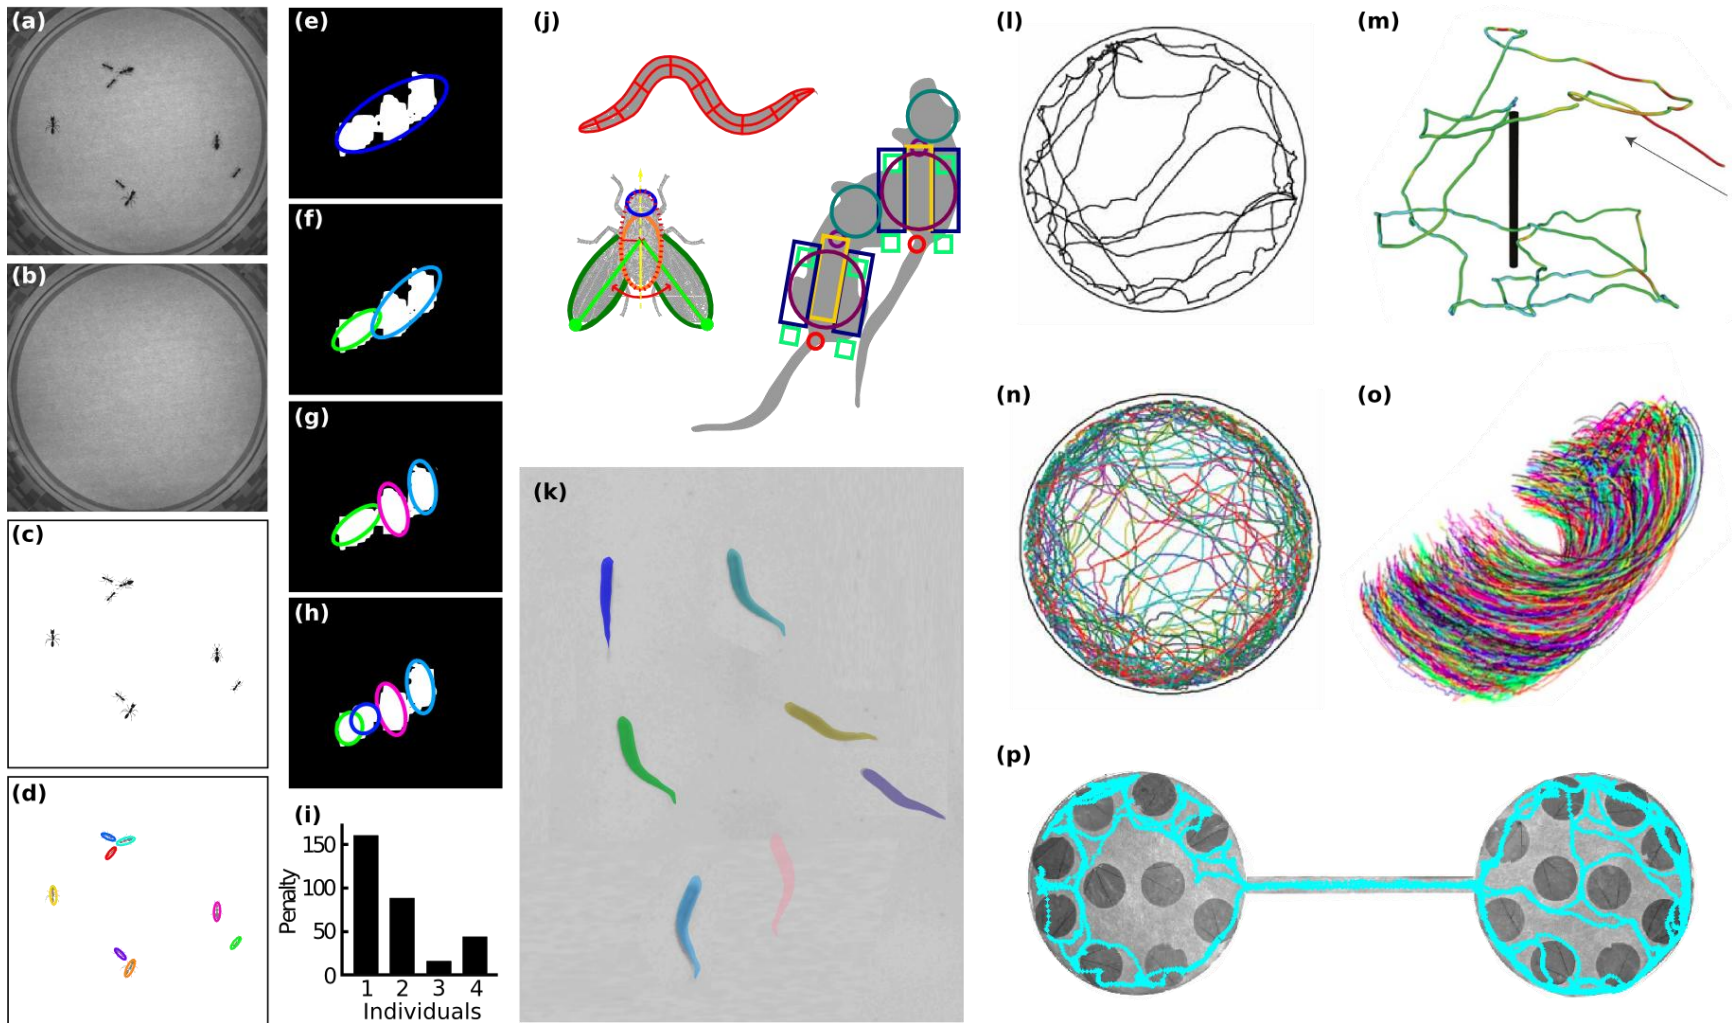 (a)
(b)
(c)
(d)
(e)
(f)
(g)
(h)
(i)
Penalty
150
100
50
0
1 2 3 4
Individuals
(j)
(k)
(l)
(m)
(n)
(o)
(p)